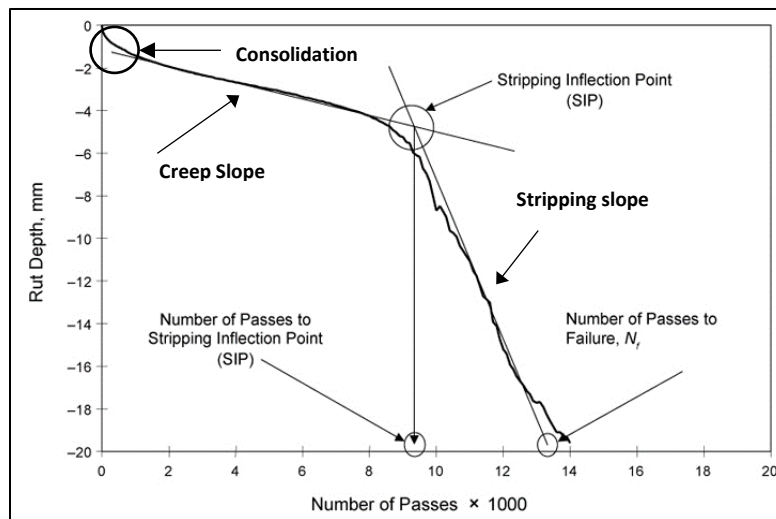 0
−2
−4
−6
−8
−10
−12
−14
−16
−18
−20
Rut Depth, mm
Consolidation
Creep Slope
Stripping Inflection Point
(SIP)
Stripping slope
Number of Passes to
Stripping Inflection Point
(SIP)
Number of Passes to
Failure, Nf
0 2 4 6 8 10 12 14 16 18 20
Number of Passes × 1000